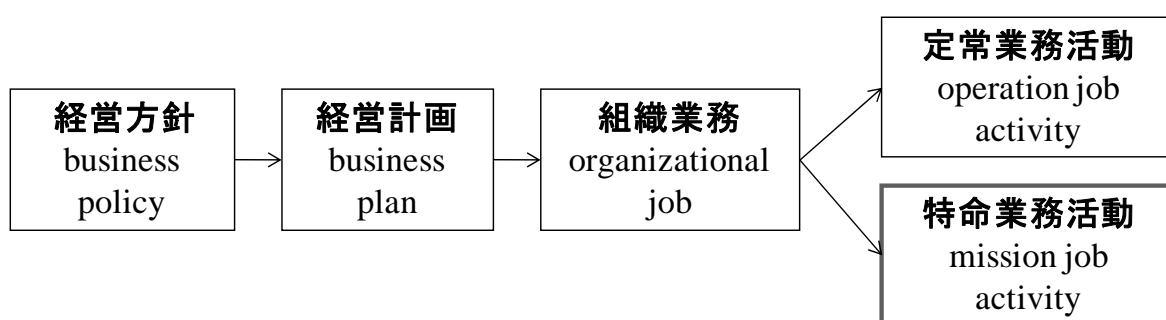 経営方針
business
policy
経営計画
business
plan
組織業務
organizational
job
定常業務活動
operation job
activity
特命業務活動
mission job
activity